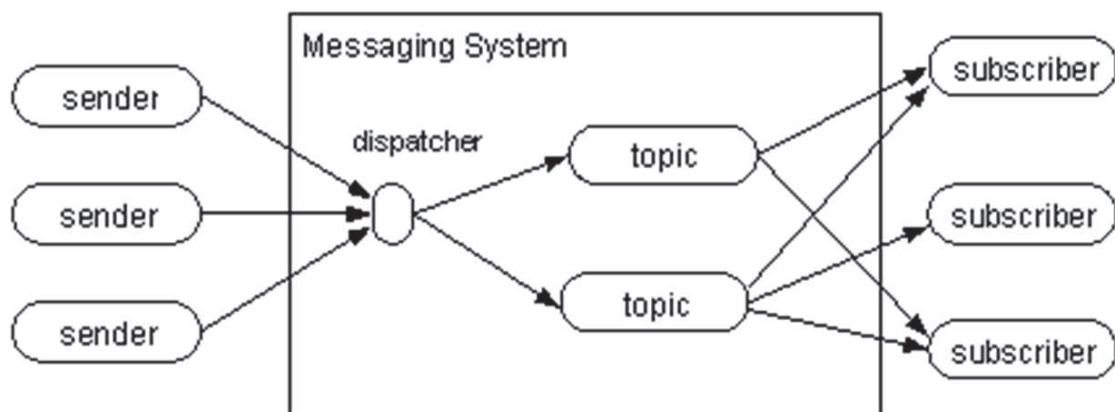 Messaging System
sender
sender
sender
dispatcher
topic
topic
subscriber
subscriber
subscriber